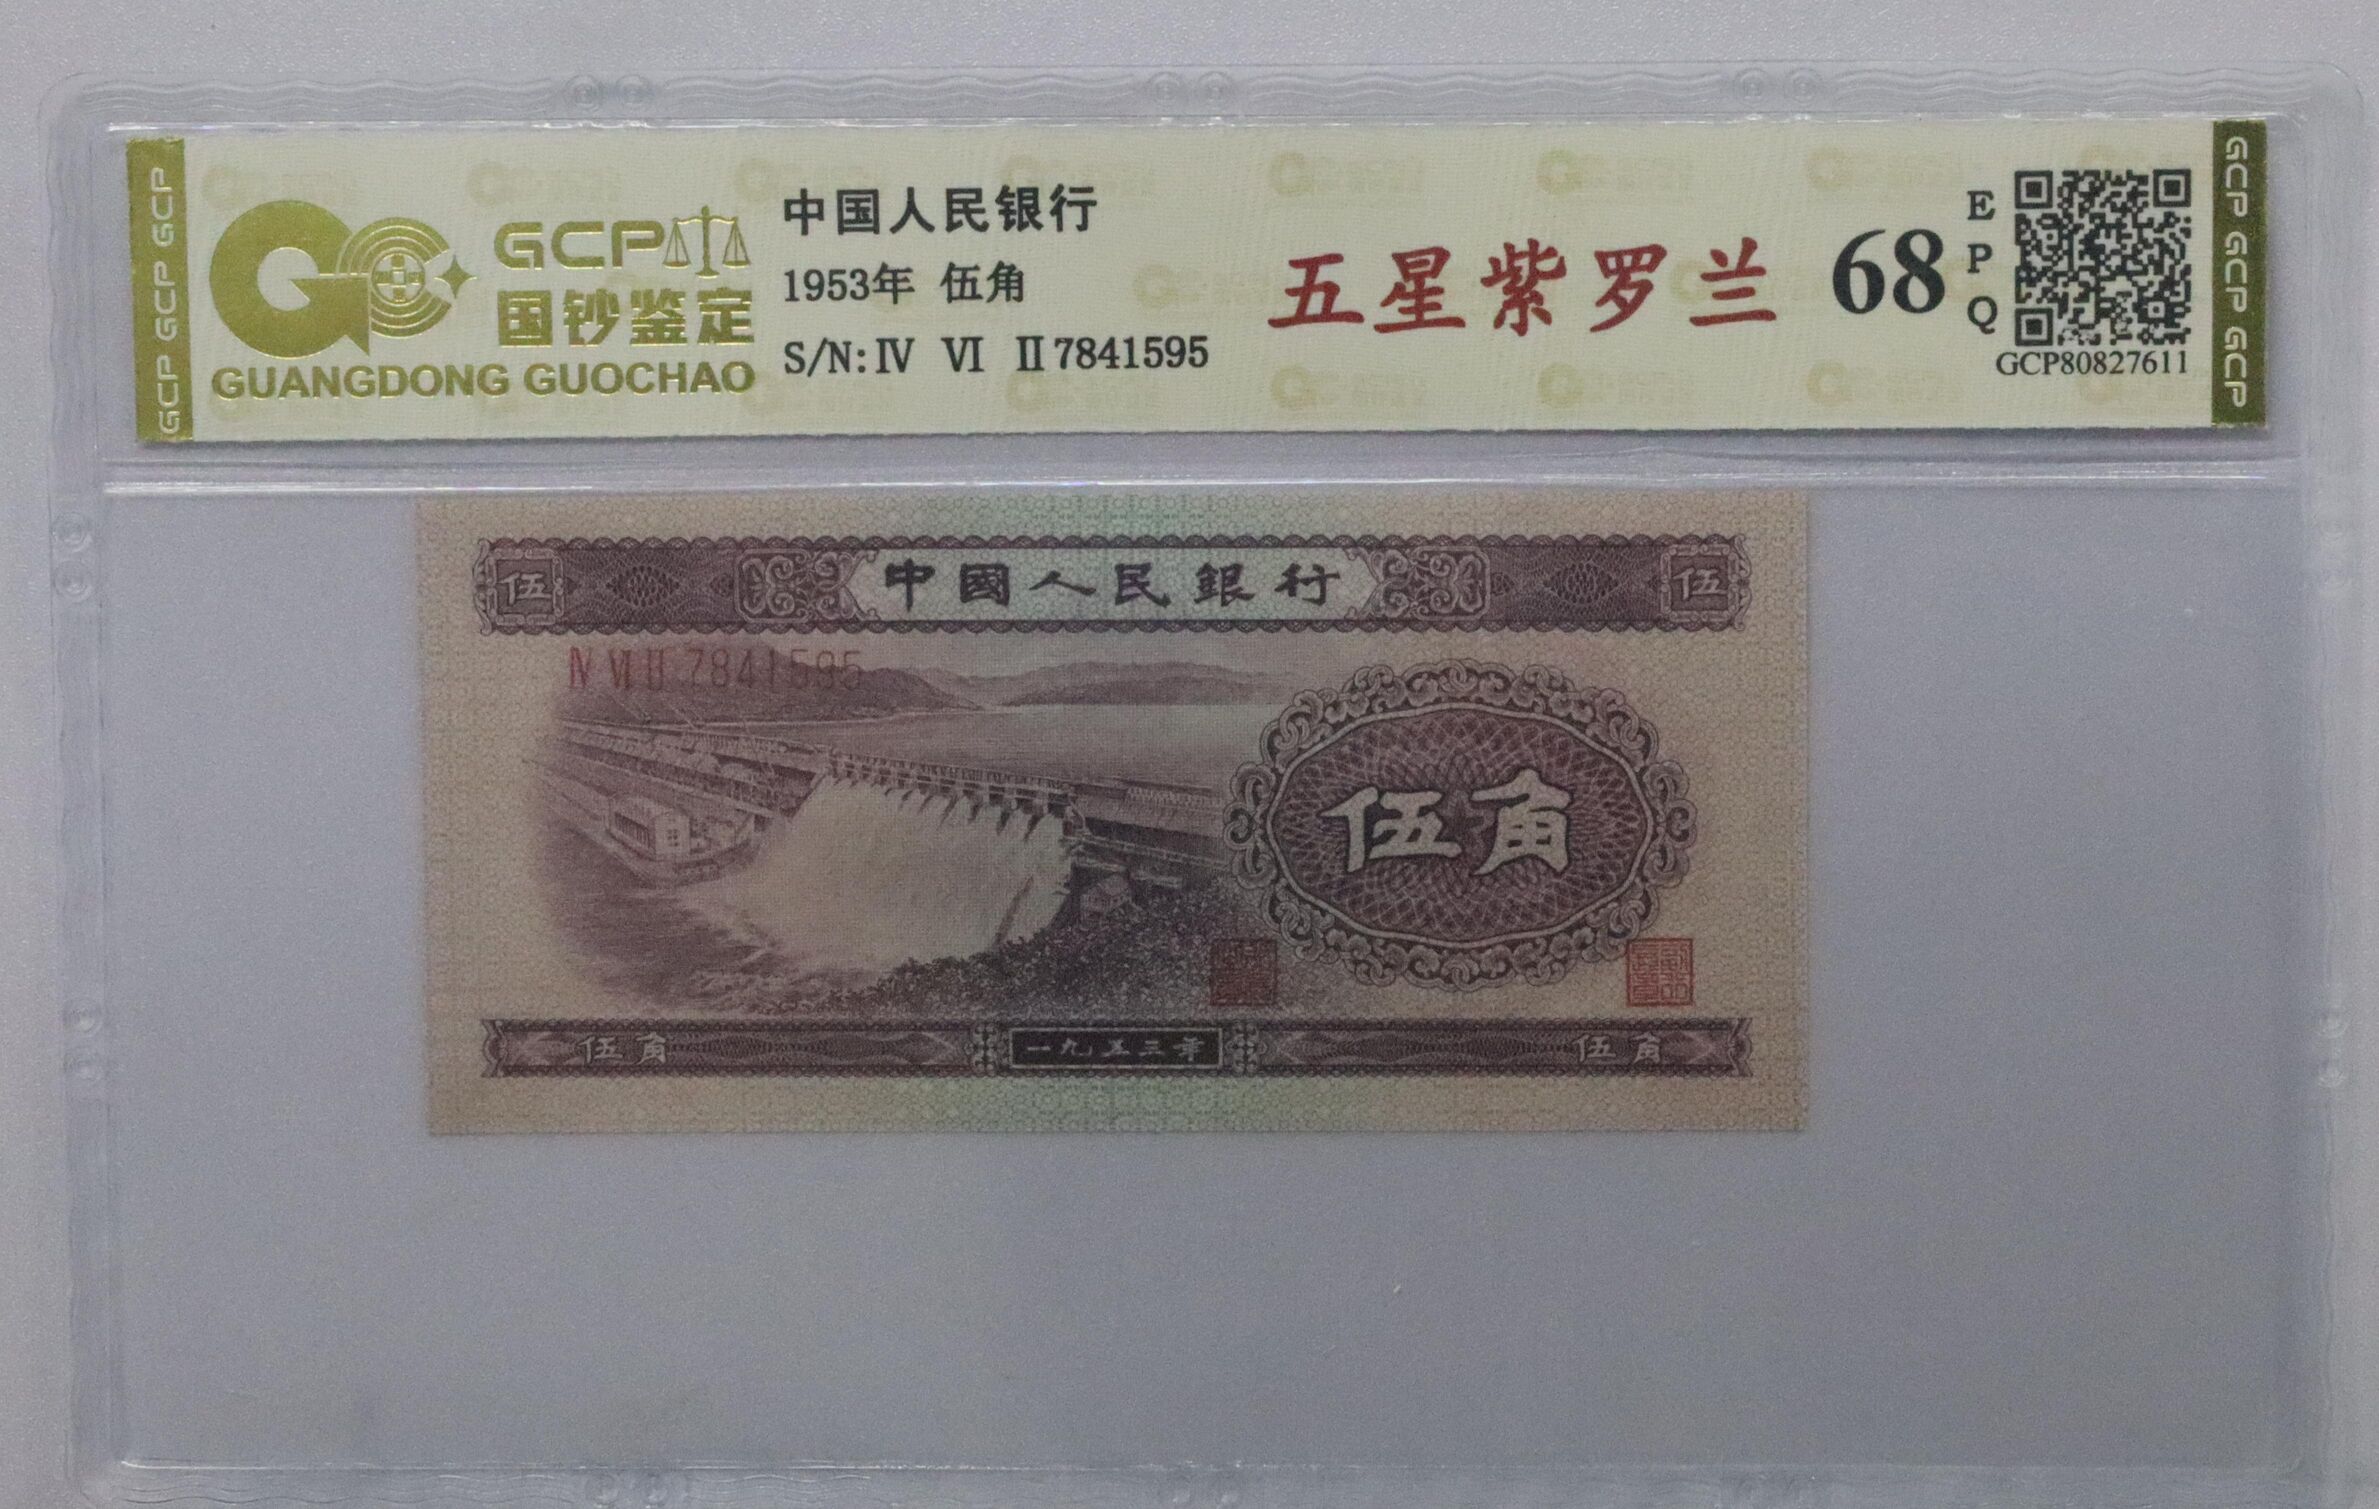 GCP GCP GCP
GCP
国钞鉴定
GUANGDONG GUOCHAO
中国人民银行
1953年 伍角
S/N:Ⅳ Ⅵ Ⅱ7841595
五星紫罗兰
68
EPQ
GCP80827611
GCP GCP GCP
伍
中國人民銀行
伍
Ⅳ Ⅵ Ⅱ 7841595
伍角
伍角
一九五三年
伍角